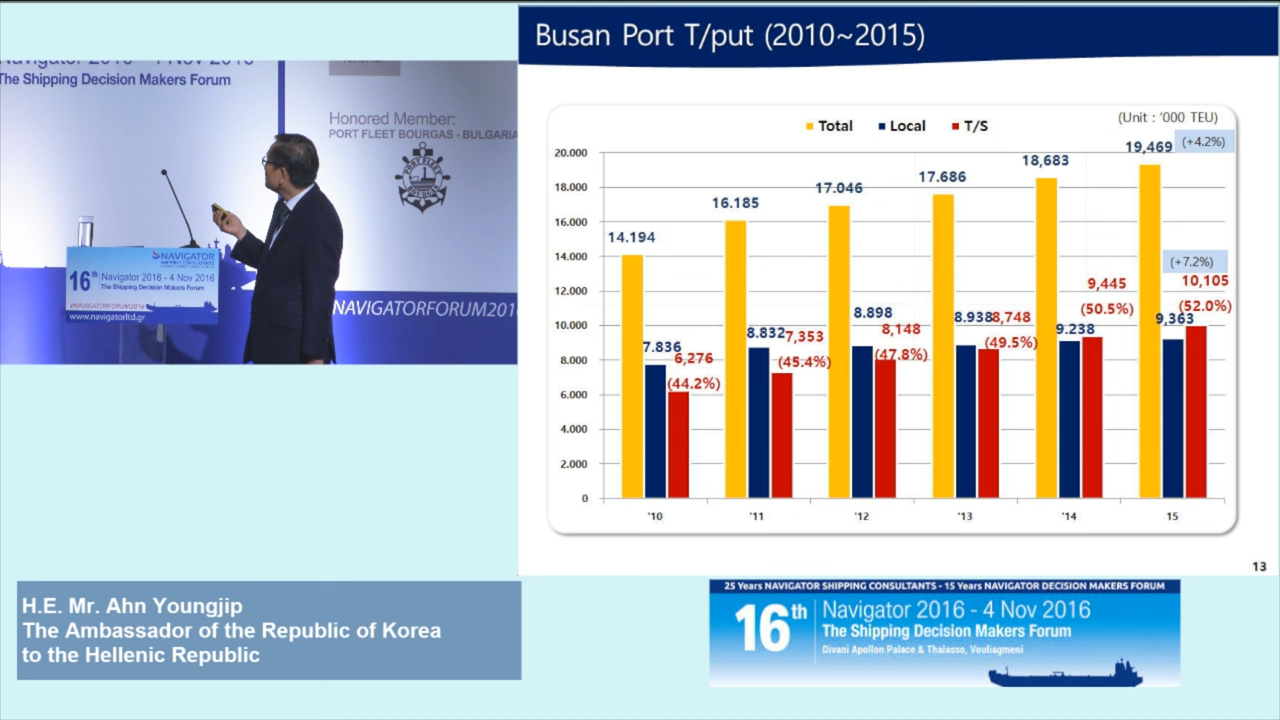 Navigator 2016 - 4 Nov 2016
The Shipping Decision Makers Forum
Honored Member:
PORT FLEET BOURGAS - BULGARIA
PORT FLEET
NAVIGATOR
SHIPPING CONSULTANTS
16th
Navigator 2016 - 4 Nov 2016
The Shipping Decision Makers Forum
#NAVIGATORFORUM2016
www.navigatorltd.gr
NAVIGATORFORUM201
Busan Port T/put (2010~2015)
(Unit : '000 TEU)
Total Local T/S
20.000
18.000
16.000
14.000
12.000
10.000
8.000
6.000
4.000
2.000
0
14.194
7.836
6,276
(44.2%)
16.185
8.832
7,353
(45.4%)
17.046
8.898
8,148
(47.8%)
17.686
8.938
8,748
(49.5%)
18,683
9.238
9,445
(50.5%)
19,469
(+4.2%)
9,363
(+7.2%)
10,105
(52.0%)
'10 '11 '12 '13 '14 15
13
H.E. Mr. Ahn Youngjip
The Ambassador of the Republic of Korea
to the Hellenic Republic
25 Years NAVIGATOR SHIPPING CONSULTANTS - 15 Years NAVIGATOR DECISION MAKERS FORUM
16th
Navigator 2016 - 4 Nov 2016
The Shipping Decision Makers Forum
Divani Apollon Palace & Thalasso, Vouliagmeni